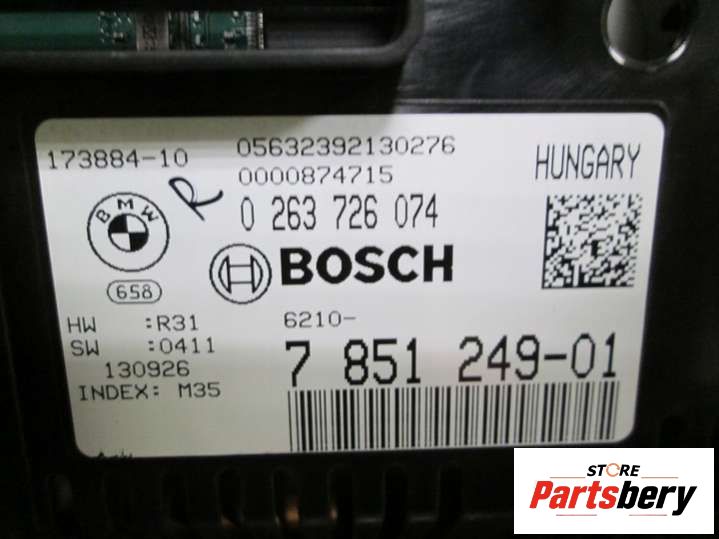 173884-10
05632392130276
0000874715
HUNGARY
R
0 263 726 074
BMW
BOSCH
658
HW :R31
SW :0411
130926
INDEX: M35
6210-
7 851 249-01
STORE
Partsbery